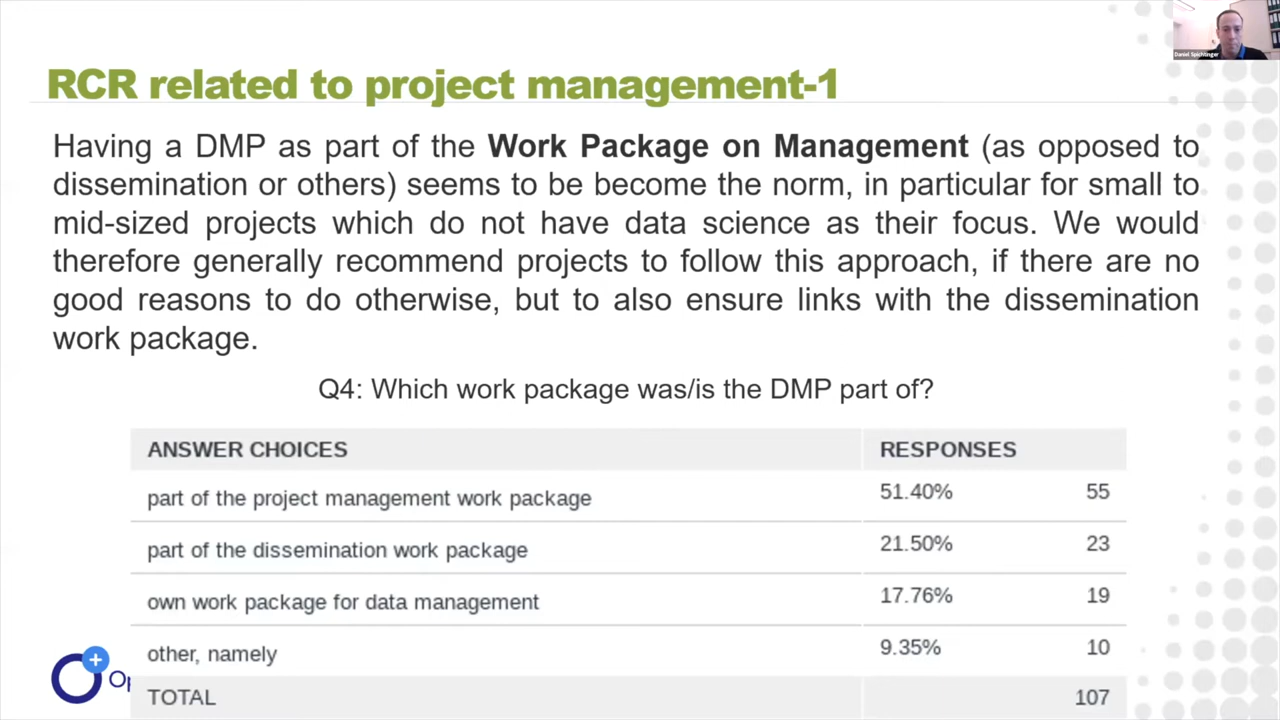 Daniel Spichtinger
RCR related to project management-1
Having a DMP as part of the Work Package on Management (as opposed to
dissemination or others) seems to be become the norm, in particular for small to
mid-sized projects which do not have data science as their focus. We would
therefore generally recommend projects to follow this approach, if there are no
good reasons to do otherwise, but to also ensure links with the dissemination
work package.
Q4: Which work package was/is the DMP part of?
ANSWER CHOICES RESPONSES
part of the project management work package 51.40% 55
part of the dissemination work package 21.50% 23
own work package for data management 17.76% 19
other, namely 9.35% 10
TOTAL 107